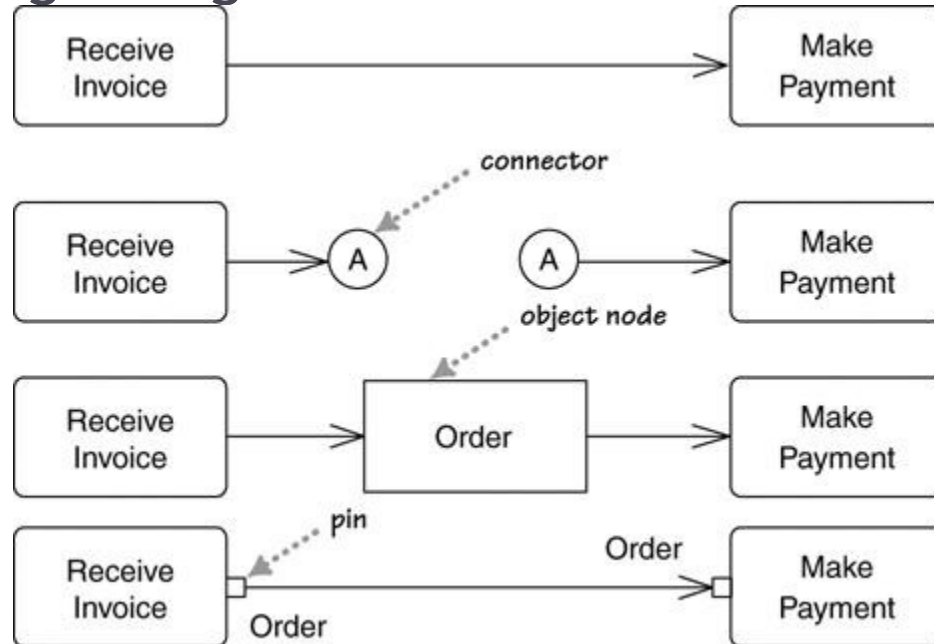 Receive
Invoice
Make
Payment
connector
Receive
Invoice
A
A
Make
Payment
object node
Receive
Invoice
Order
Make
Payment
pin
Receive
Invoice
Order
Order
Make
Payment